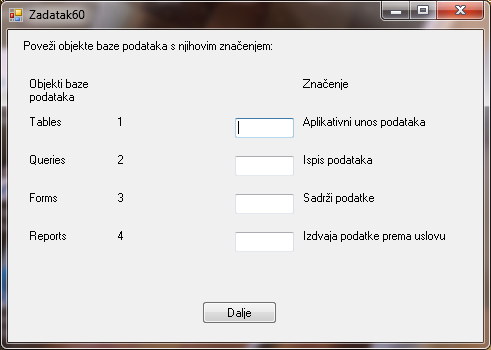 Zadatak60
Poveži objekte baze podataka s njihovim značenjem:
Objekti baze
podataka
Značenje
Tables 1 Aplikativni unos podataka
Queries 2 Ispis podataka
Forms 3 Sadrži podatke
Reports 4 Izdvaja podatke prema uslovu
Dalje